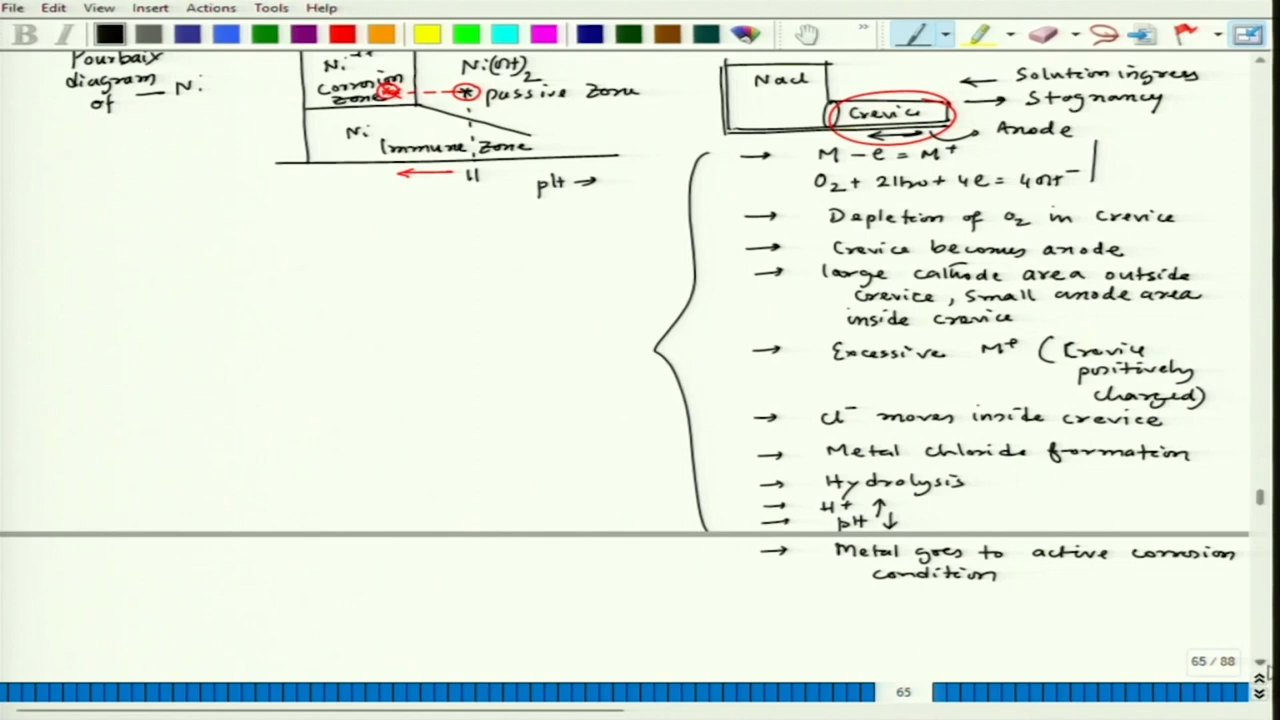 File Edit View Insert Actions Tools Help
B I
Pourbaix
diagram
of — Ni
Ni++
corrosion
zone
Ni(OH)2
passive zone
Ni
Immune zone
11
pH →
NaCl
Crevice
← Solution ingress
→ Stagnancy
Anode
→ M - e = M+
O2 + 2H2O + 4e = 4OH-
→ Depletion of O2 in crevice
→ Crevice becomes anode
→ large cathode area outside
crevice, small anode area
inside crevice
→ Excessive M+ (Crevice
positively
charged)
→ Cl- moves inside crevice
→ Metal chloride formation
→ Hydrolysis
→ H+ ↑
→ pH ↓
→ Metal goes to active corrosion
condition
65 / 88
65